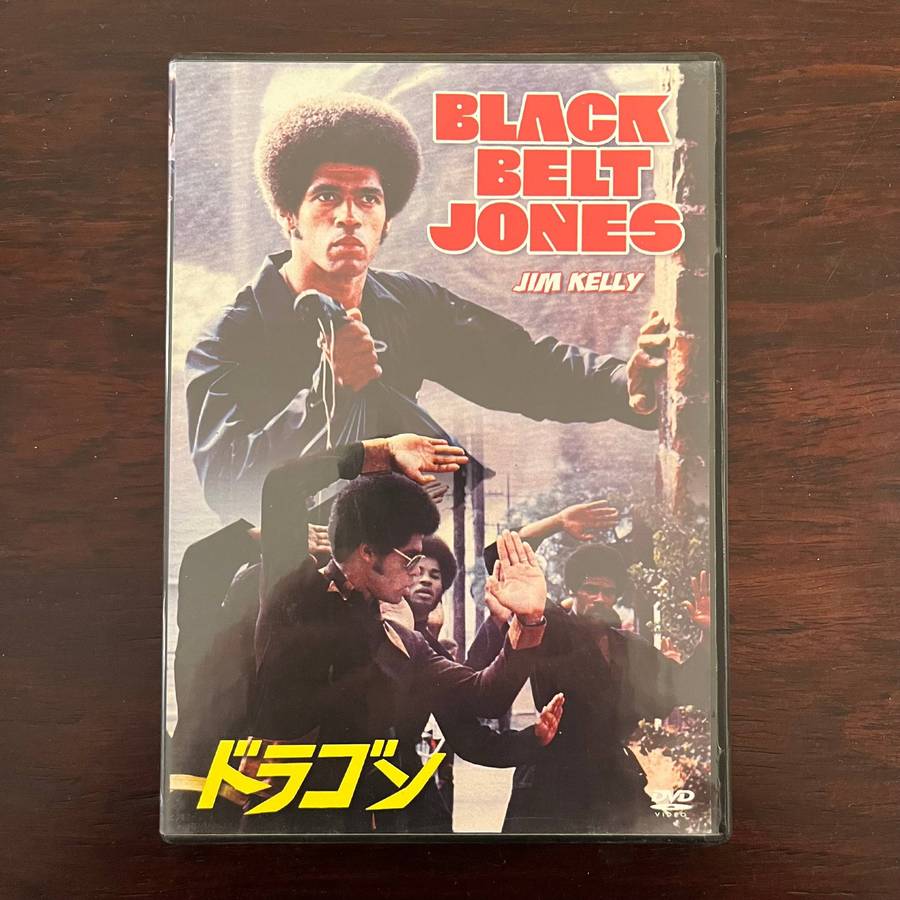 BLACK
BELT
JONES
JIM KELLY
ドラゴン
DVD
VIDEO